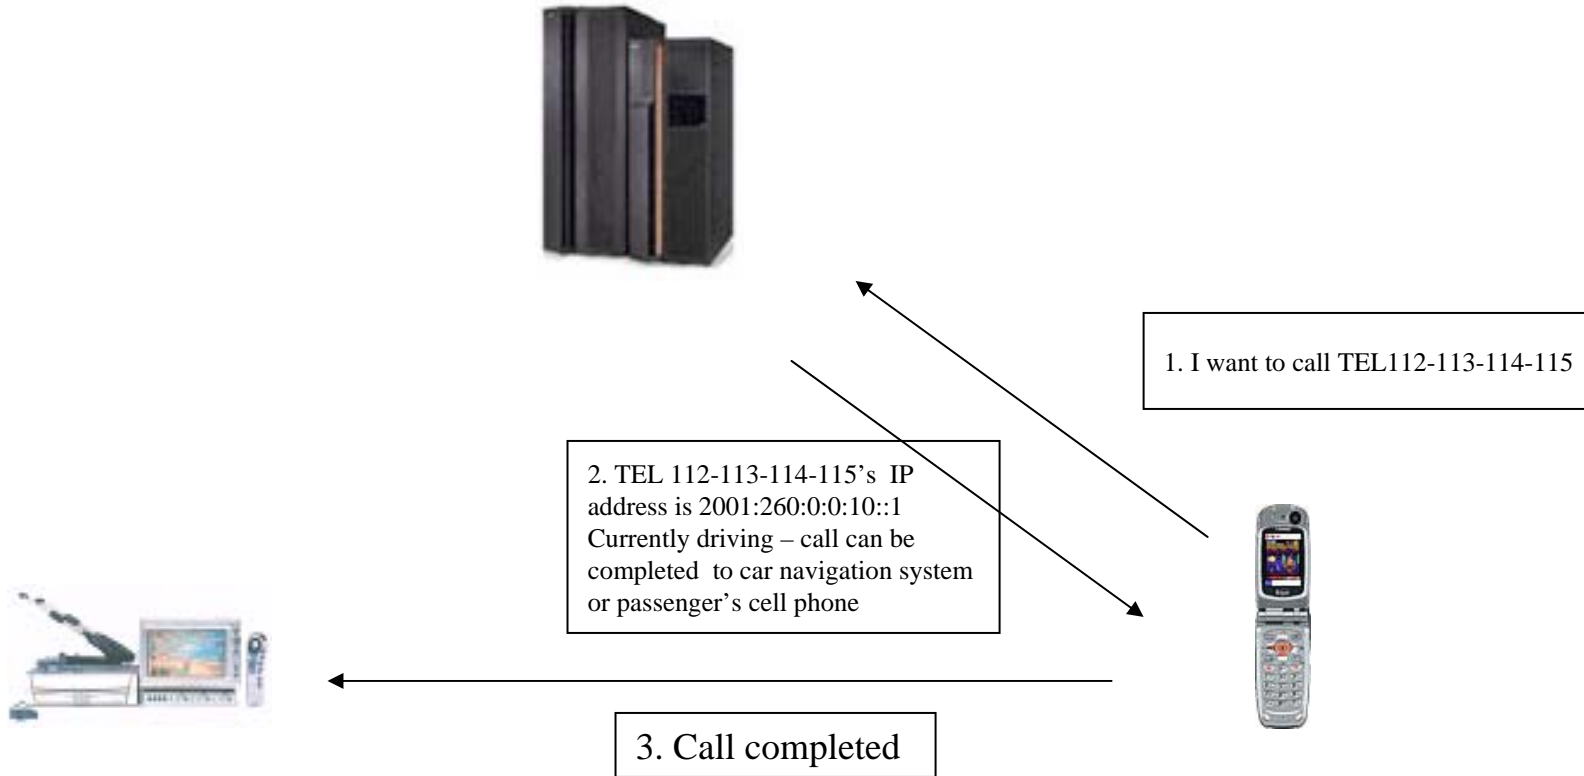 1. I want to call TEL112-113-114-115
2. TEL 112-113-114-115’s  IP
address is 2001:260:0:0:10::1
Currently driving – call can be
completed  to car navigation system
or passenger’s cell phone
3. Call completed